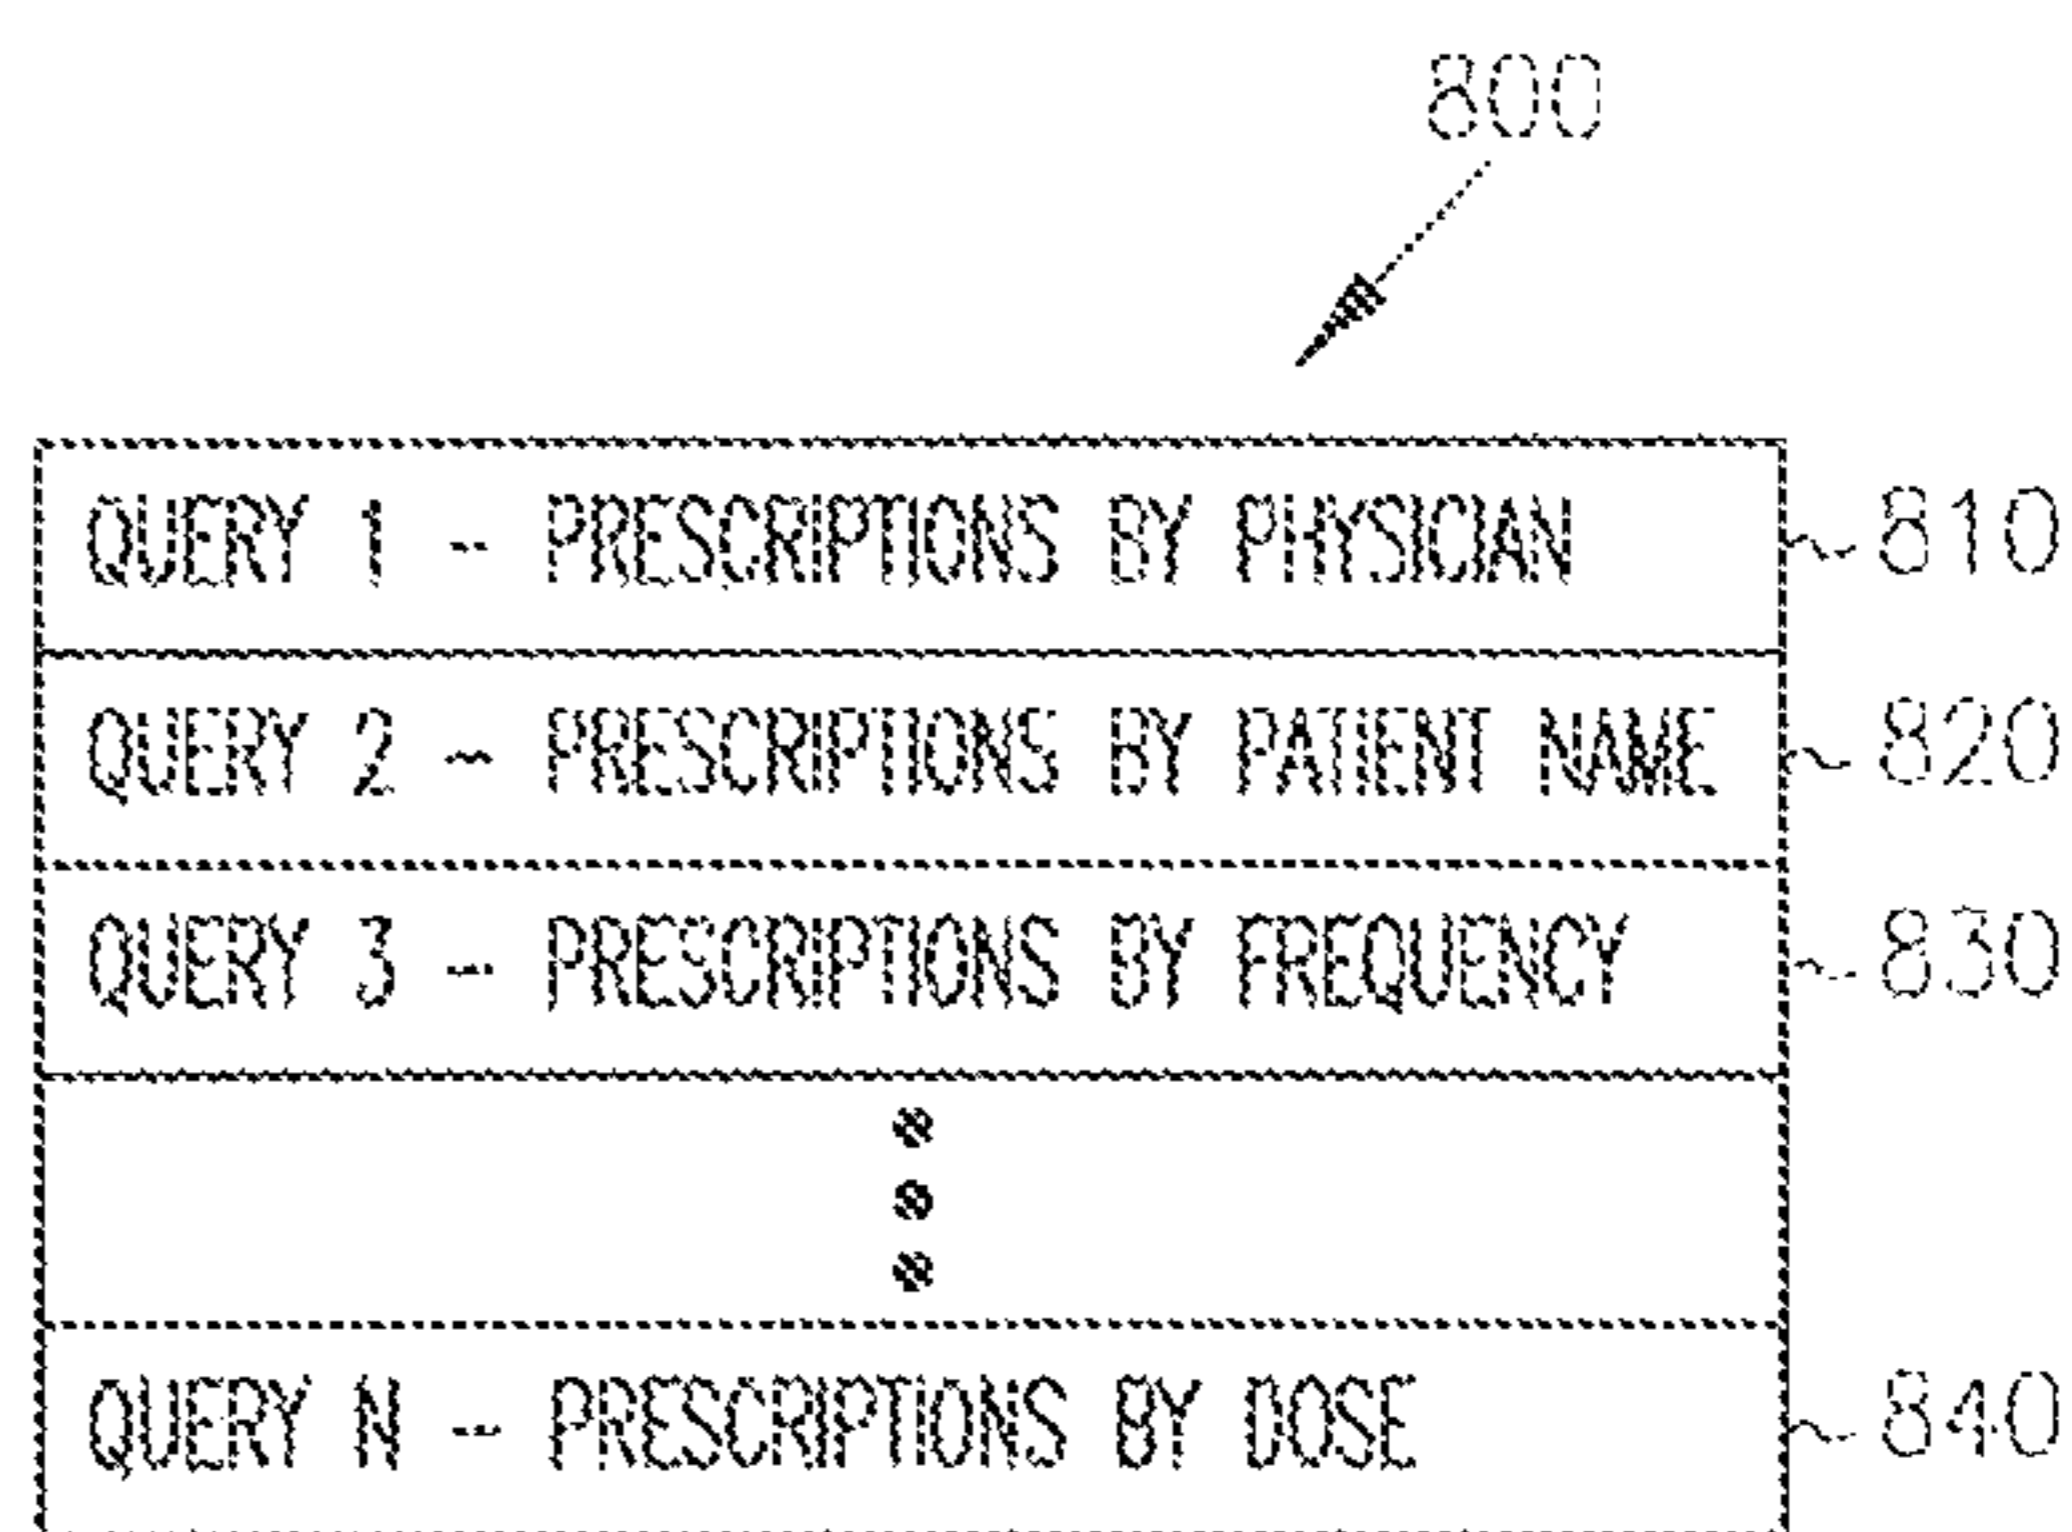 800
QUERY 1 - PRESCRIPTIONS BY PHYSICIAN 810
QUERY 2 - PRESCRIPTIONS BY PATIENT NAME 820
QUERY 3 - PRESCRIPTIONS BY FREQUENCY 830
QUERY N - PRESCRIPTIONS BY DOSE 840